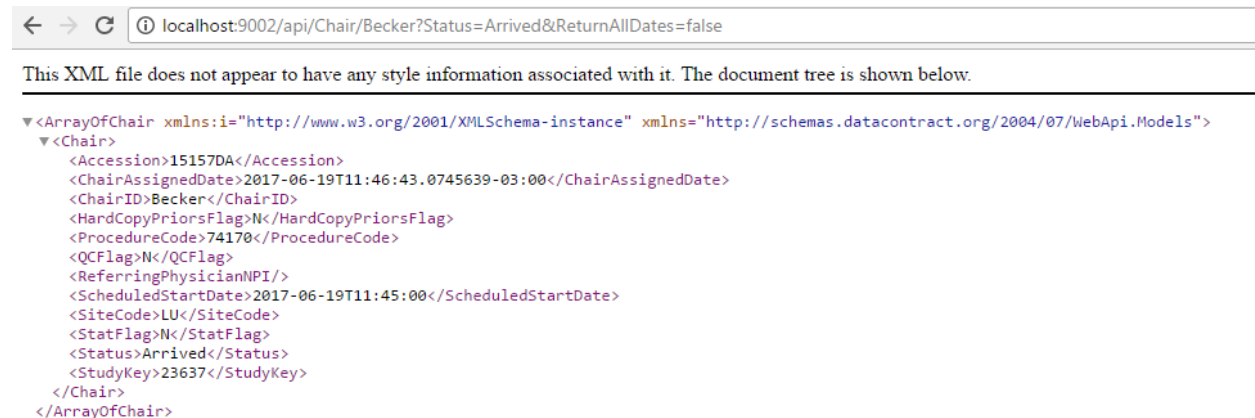 localhost:9002/api/Chair/Becker?Status=Arrived&ReturnAllDates=false
This XML file does not appear to have any style information associated with it. The document tree is shown below.
▼<ArrayOfChair xmlns:i="http://www.w3.org/2001/XMLSchema-instance" xmlns="http://schemas.datacontract.org/2004/07/WebApi.Models">
▼<Chair>
<Accession>15157DA</Accession>
<ChairAssignedDate>2017-06-19T11:46:43.0745639-03:00</ChairAssignedDate>
<ChairID>Becker</ChairID>
<HardCopyPriorsFlag>N</HardCopyPriorsFlag>
<ProcedureCode>74170</ProcedureCode>
<QCFlag>N</QCFlag>
<ReferringPhysicianNPI/>
<ScheduledStartDate>2017-06-19T11:45:00</ScheduledStartDate>
<SiteCode>LU</SiteCode>
<StatFlag>N</StatFlag>
<Status>Arrived</Status>
<StudyKey>23637</StudyKey>
</Chair>
</ArrayOfChair>